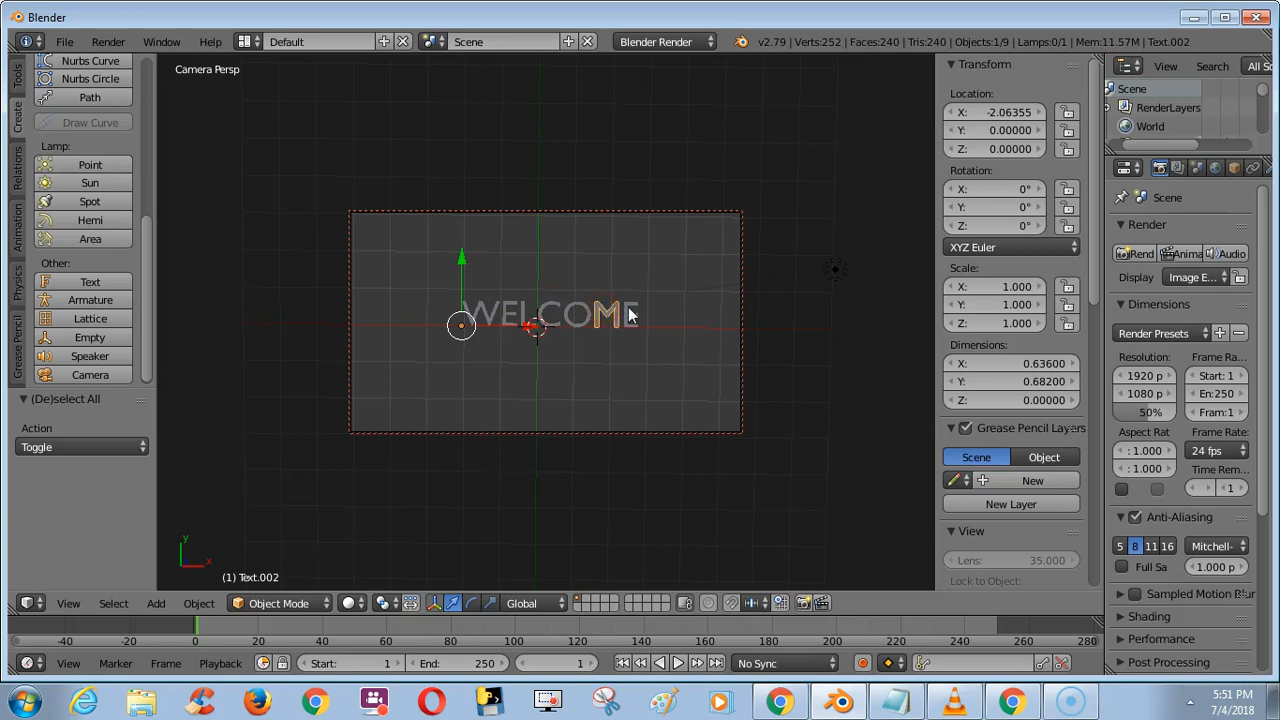 Blender
File Render Window Help Default Scene Blender Render v2.79 | Verts:252 | Faces:240 | Tris:240 | Objects:1/9 | Lamps:0/1 | Mem:11.57M | Text.002
Tools
Create
Relations
Animation
Physics
Grease Pencil
Nurbs Curve
Nurbs Circle
Path
Draw Curve
Lamp:
Point
Sun
Spot
Hemi
Area
Other:
Text
Armature
Lattice
Empty
Speaker
Camera
(De)select All
Action
Toggle
Camera Persp
WELCOME
y
x
(1) Text.002
Transform
Location:
X: -2.06355
Y: 0.00000
Z: 0.00000
Rotation:
X: 0°
Y: 0°
Z: 0°
XYZ Euler
Scale:
X: 1.000
Y: 1.000
Z: 1.000
Dimensions:
X: 0.63600
Y: 0.68200
Z: 0.00000
Grease Pencil Layers
Scene Object
New
New Layer
View
Lens: 35.000
Lock to Object:
View Search All Sc
Scene
RenderLayers
World
Scene
Render
Rend Anima Audio
Display Image E...
Dimensions
Render Presets
Resolution: Frame Ra
1920 p Start: 1
1080 p En:250
50% Fram:1
Aspect Rat Frame Rate:
: 1.000 24 fps
: 1.000 Time Rem...
1
Anti-Aliasing
5 8 11 16 Mitchell-
Full Sa 1.000 p
Sampled Motion Blur
Shading
Performance
Post Processing
View Select Add Object Object Mode Global
-40 -20 0 20 40 60 80 100 120 140 160 180 200 220 240 260 280
View Marker Frame Playback Start: 1 End: 250 1 No Sync
5:51 PM
7/4/2018